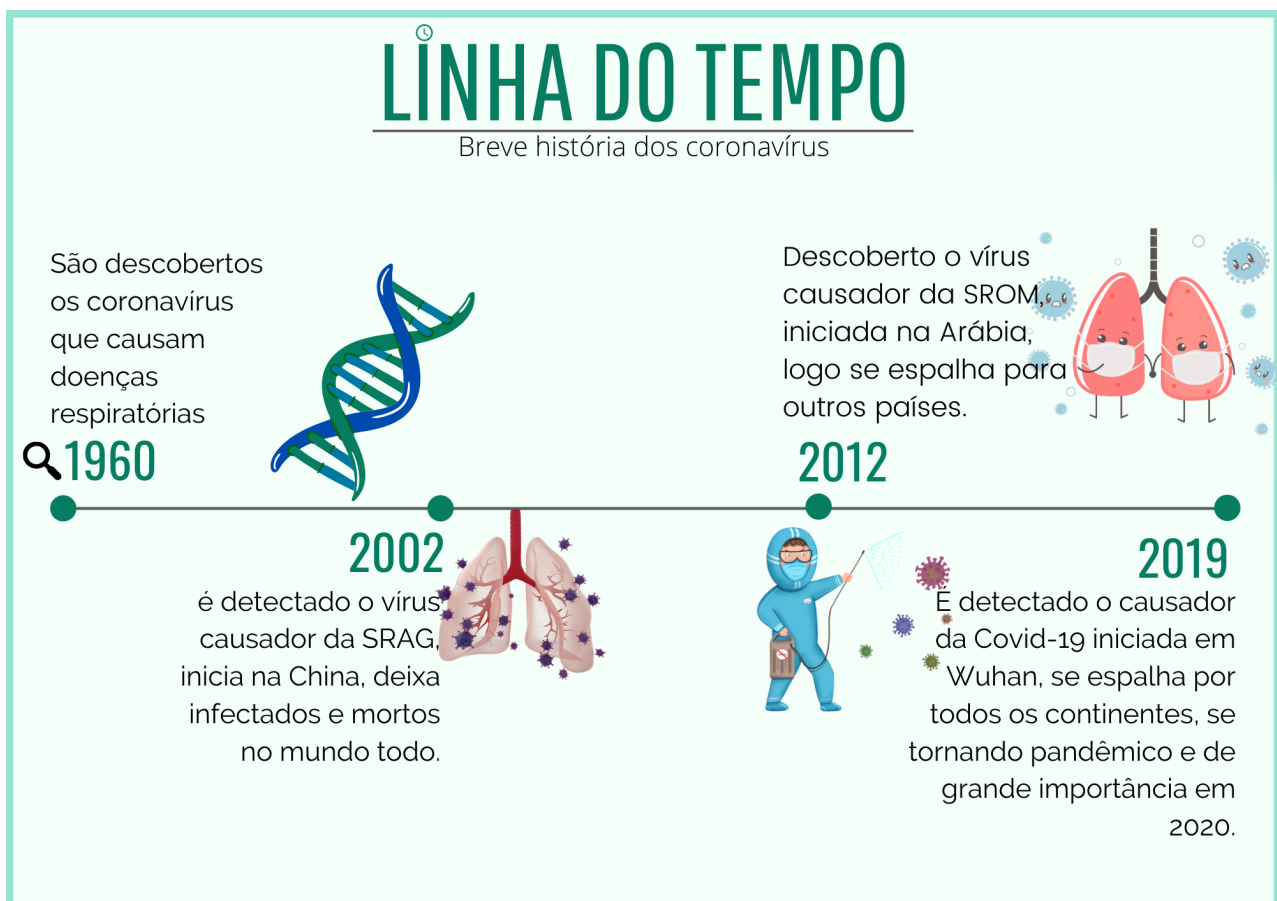 LINHA DO TEMPO
Breve história dos coronavírus
São descobertos
os coronavírus
que causam
doenças
respiratórias
1960
2002
é detectado o vírus
causador da SRAG,
inicia na China, deixa
infectados e mortos
no mundo todo.
Descoberto o vírus
causador da SROM,
iniciada na Arábia,
logo se espalha para
outros países.
2012
2019
É detectado o causador
da Covid-19 iniciada em
Wuhan, se espalha por
todos os continentes, se
tornando pandêmico e de
grande importância em
2020.